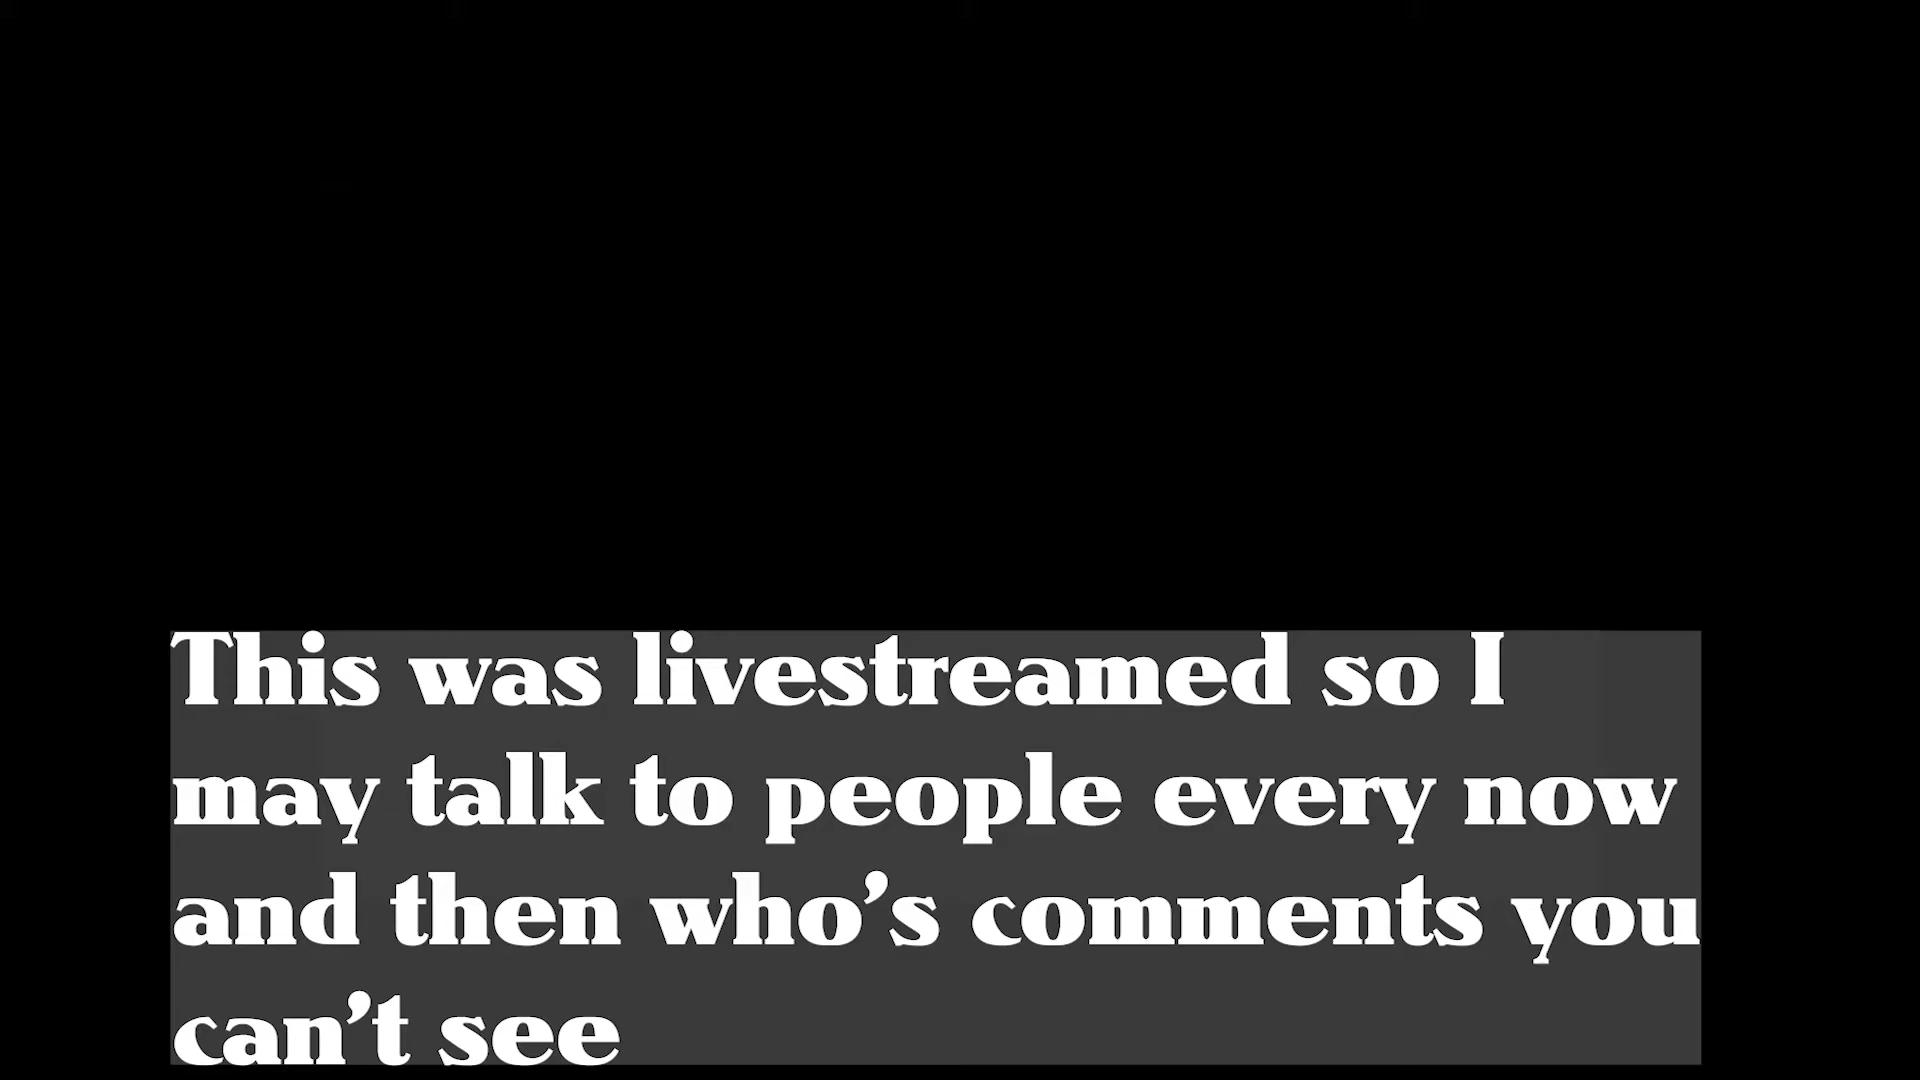 This was livestreamed so I
may talk to people every now
and then who’s comments you
can’t see